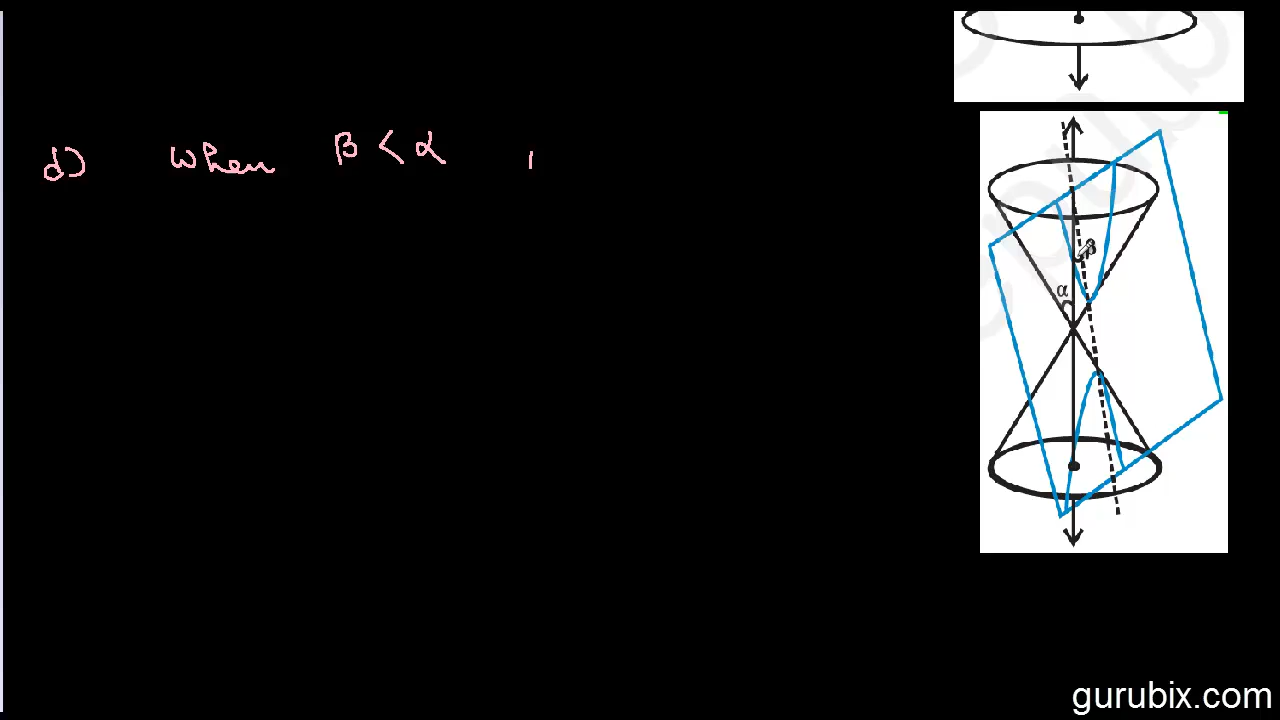 d) when β < α
β
α
gurubix.com